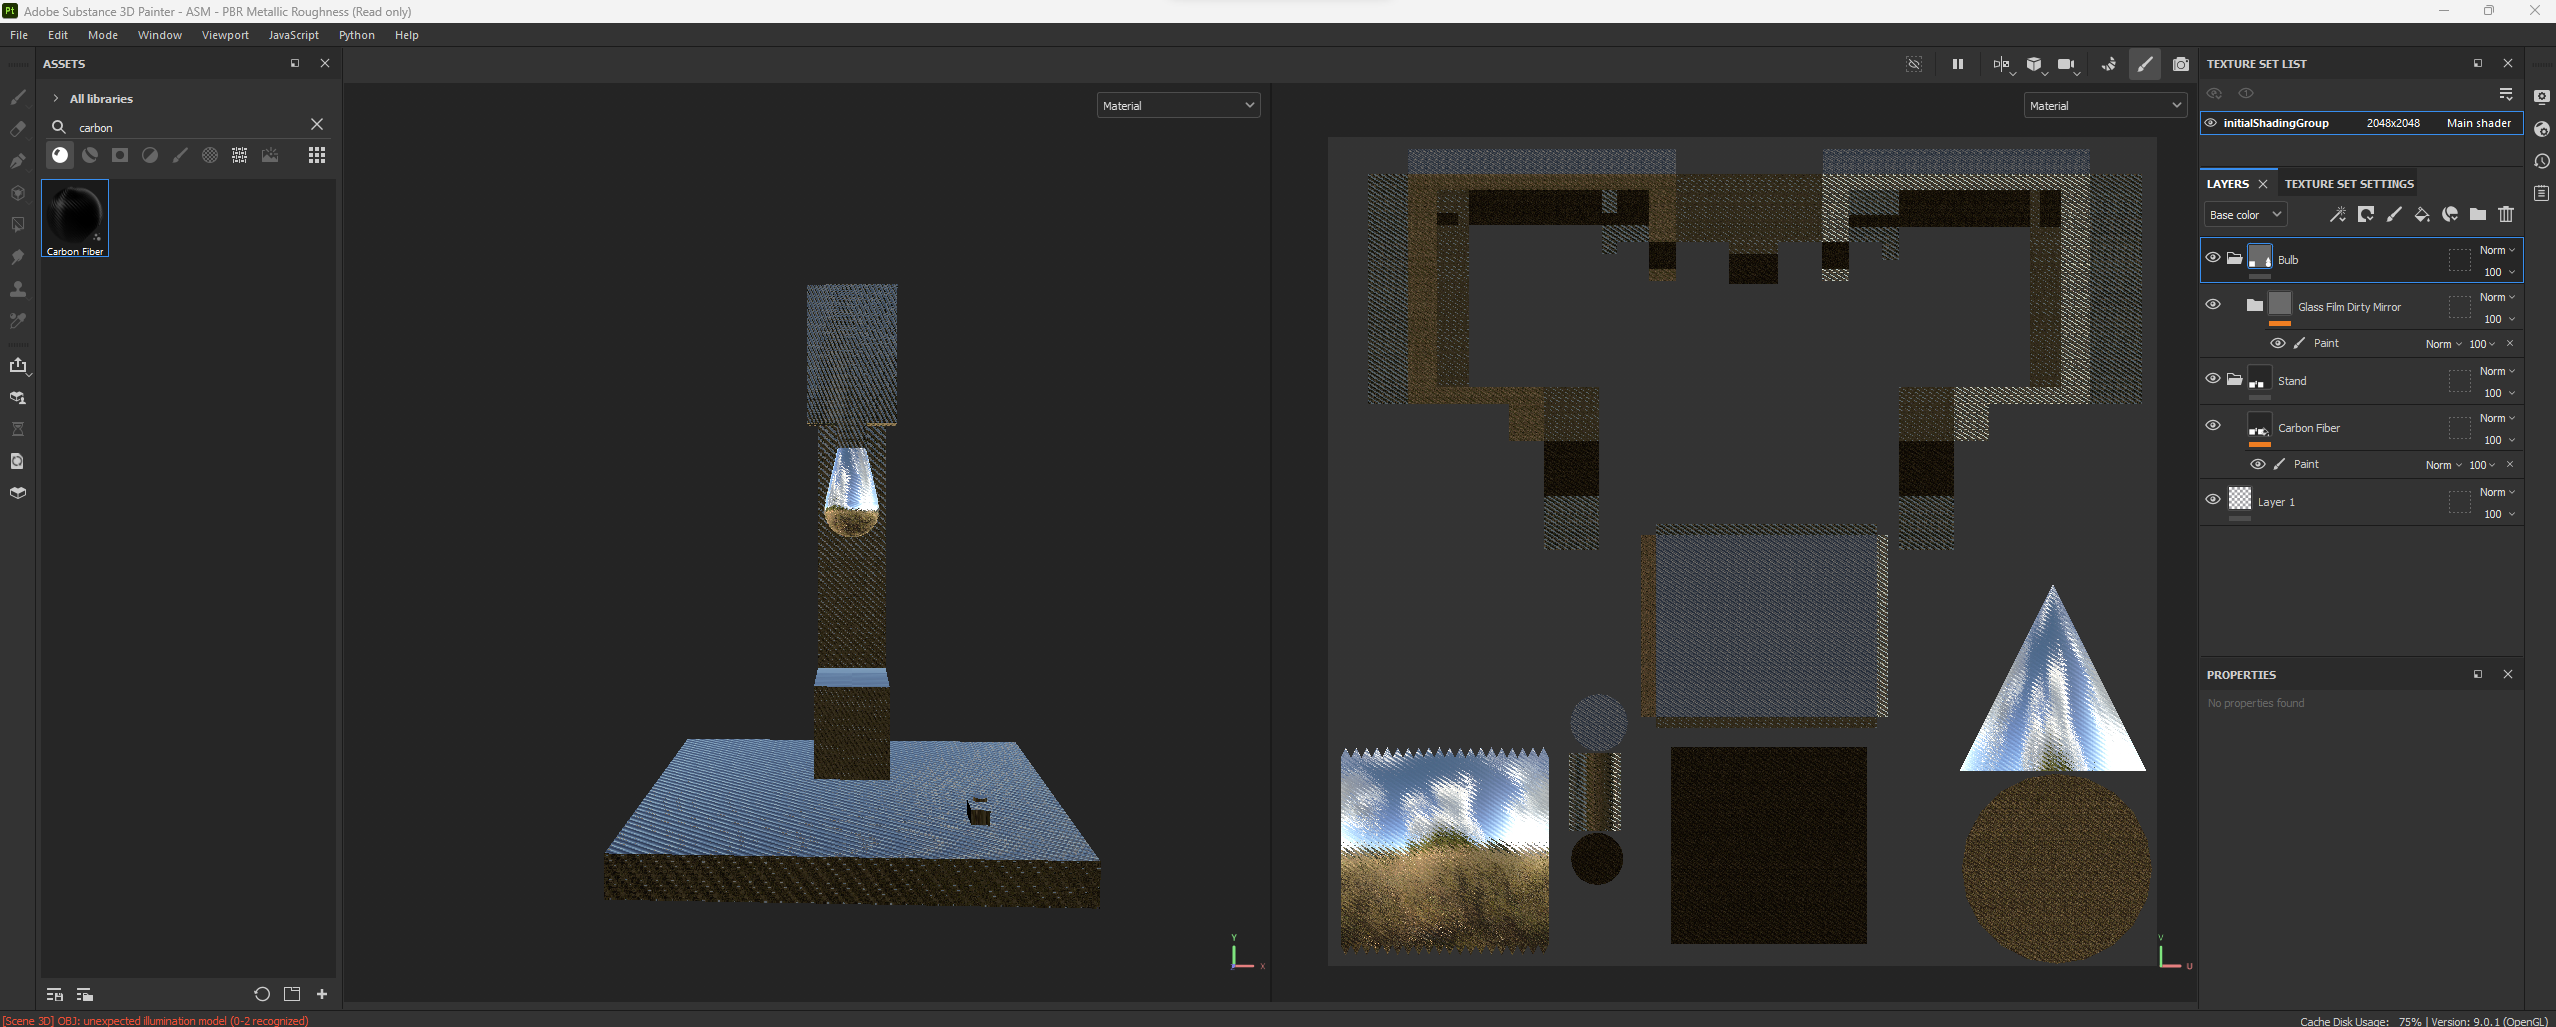 Pt Adobe Substance 3D Painter - ASM - PBR Metallic Roughness (Read only)
File Edit Mode Window Viewport JavaScript Python Help
ASSETS
All libraries
carbon
Carbon Fiber
Material
Material
Y
X
V
U
TEXTURE SET LIST
initialShadingGroup 2048x2048 Main shader
LAYERS TEXTURE SET SETTINGS
Base color
Bulb Norm
100
Glass Film Dirty Mirror Norm
100
Paint Norm 100
Stand Norm
100
Carbon Fiber Norm
100
Paint Norm 100
Layer 1 Norm
100
PROPERTIES
No properties found
[Scene 3D] OBJ: unexpected illumination model (0-2 recognized)
Cache Disk Usage: 75% | Version: 9.0.1 (OpenGL)